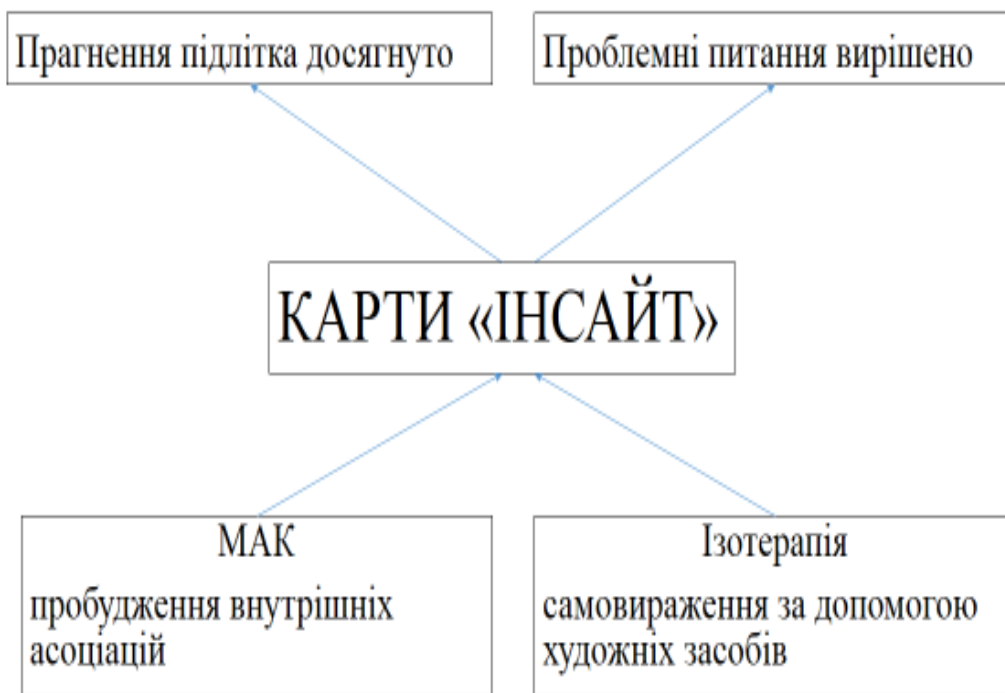 Прагнення підлітка досягнуто
Проблемні питання вирішено
КАРТИ «ІНСАЙТ»
МАК
пробудження внутрішніх
асоціацій
Ізотерапія
самовираження за допомогою
художніх засобів